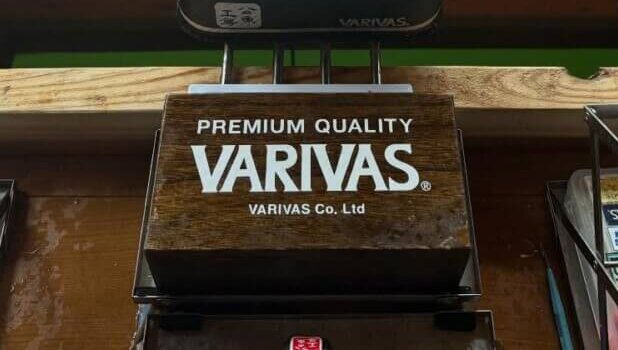 VARIVAS
PREMIUM QUALITY
VARIVAS®
VARIVAS Co. Ltd